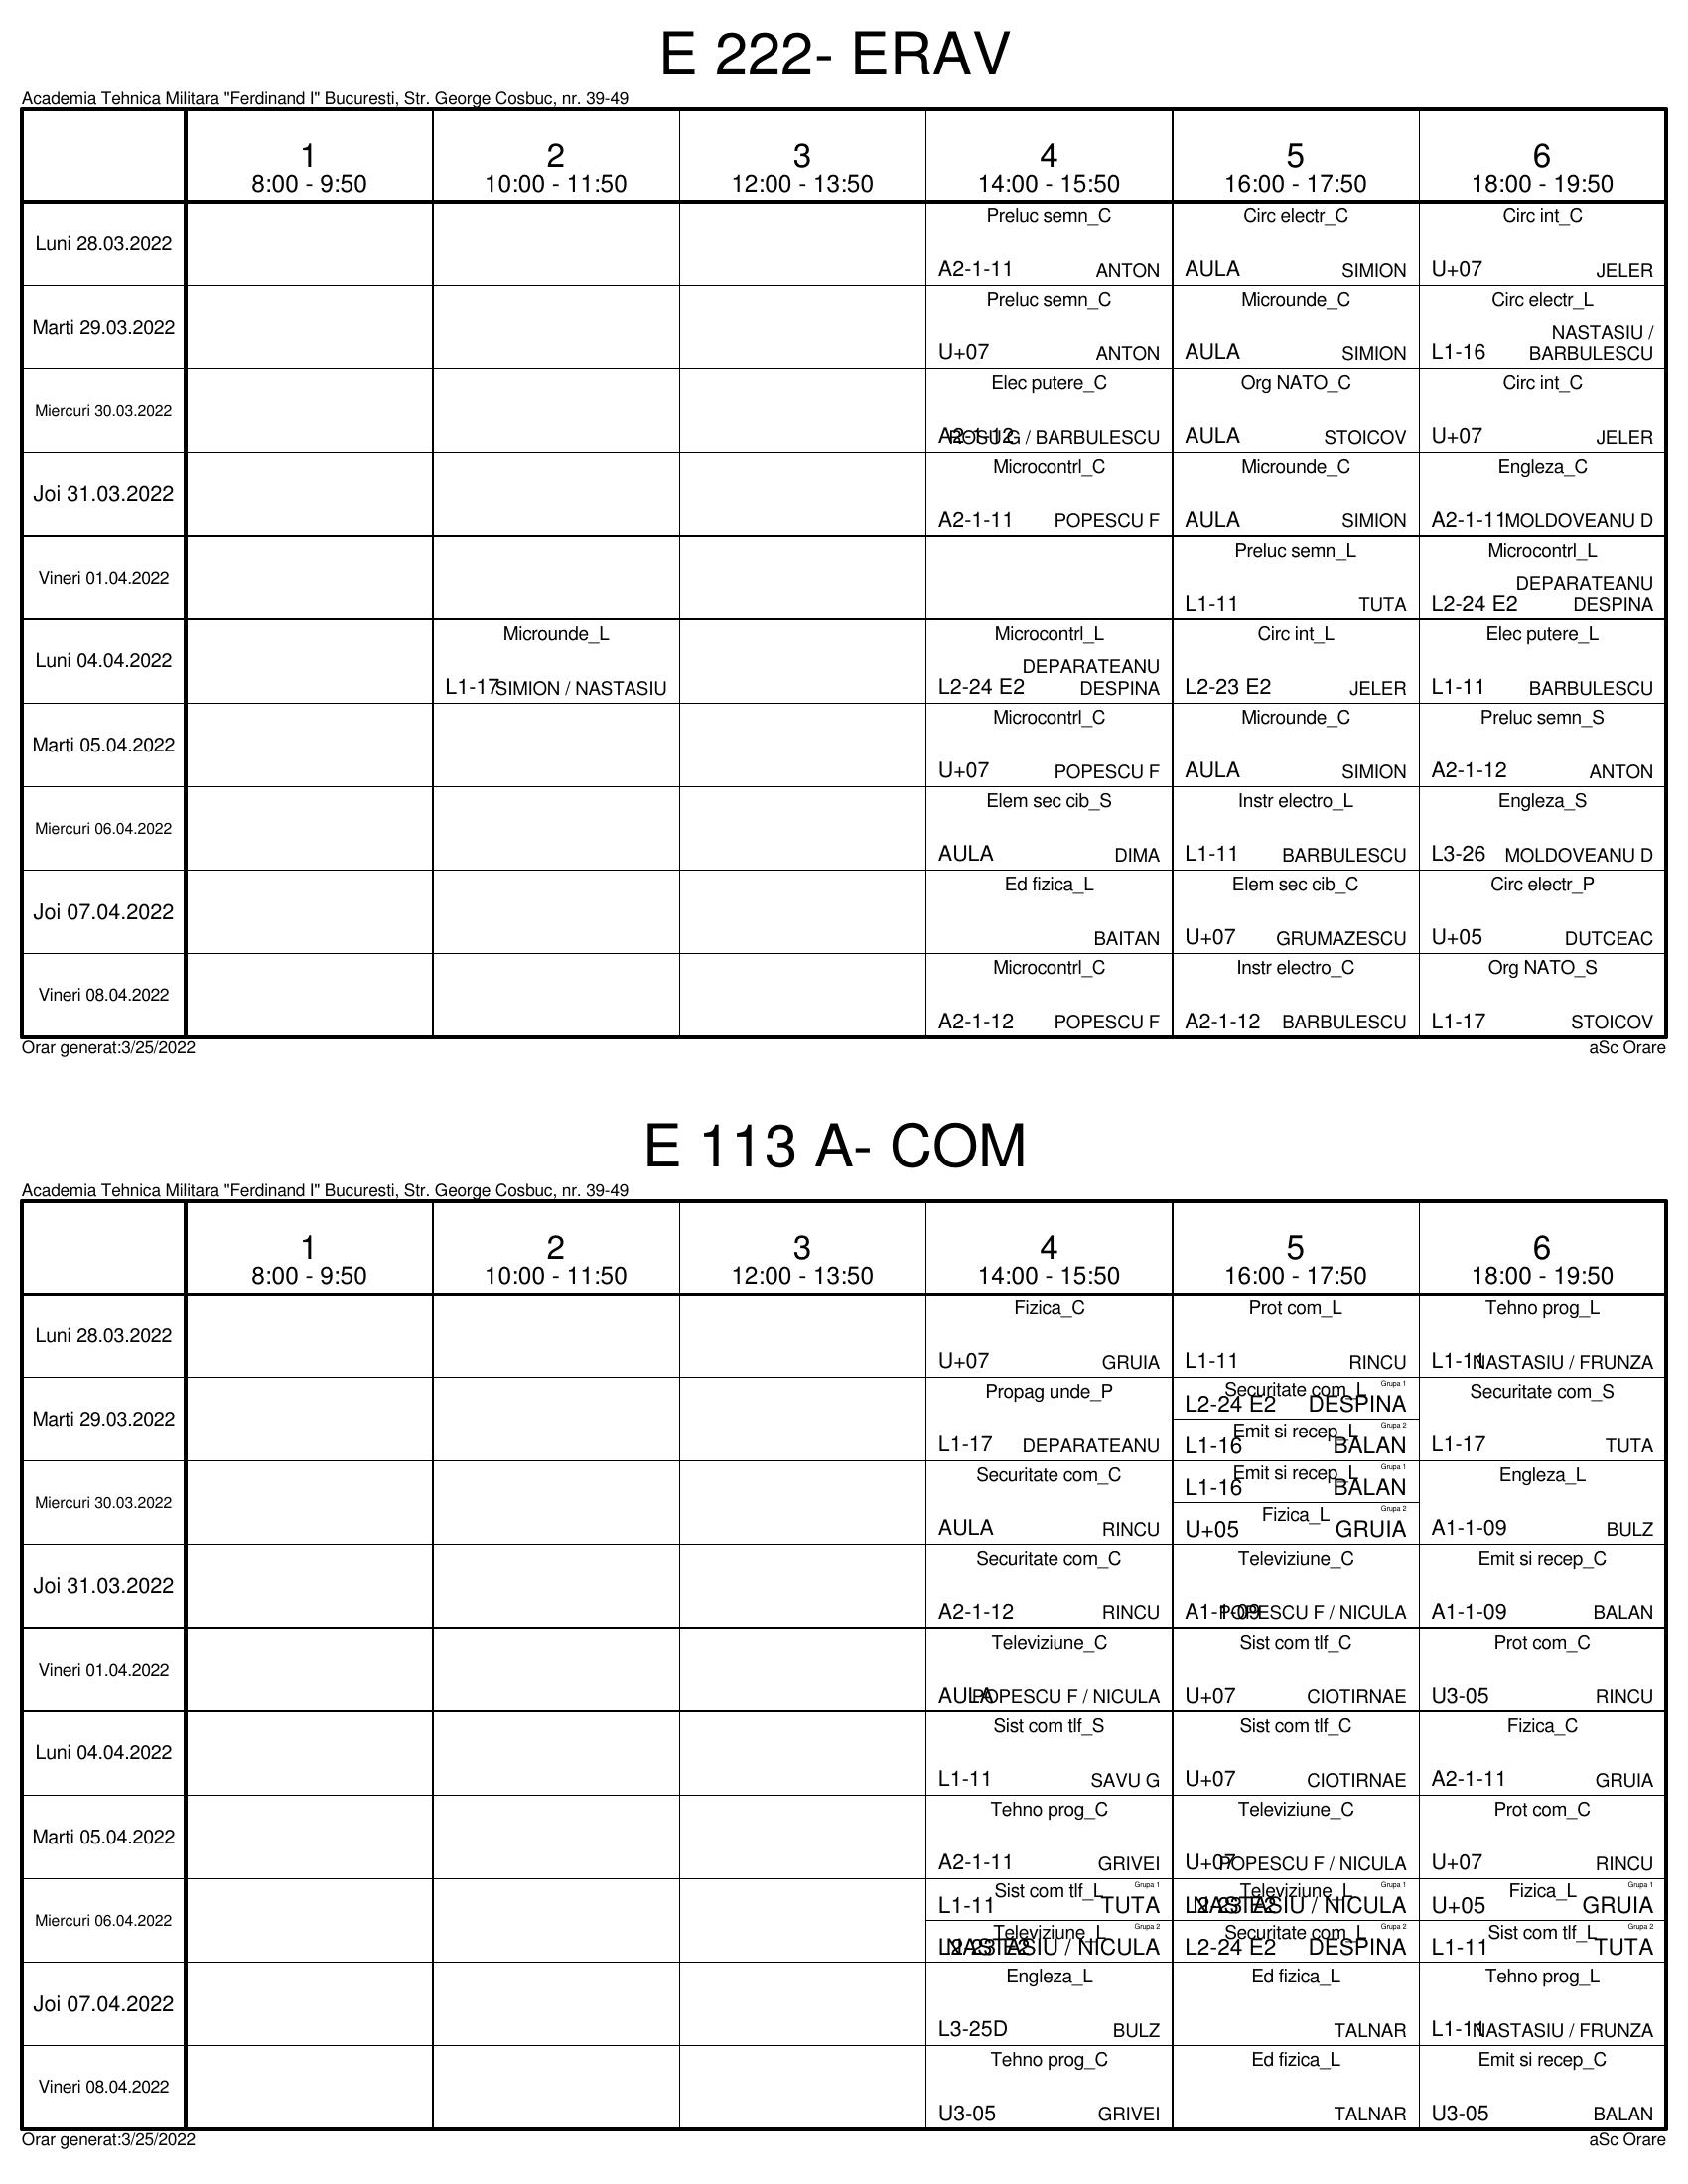 E 222- ERAV
Academia Tehnica Militara "Ferdinand I" Bucuresti, Str. George Cosbuc, nr. 39-49
1 2 3 4 5 6
8:00 - 9:50 10:00 - 11:50 12:00 - 13:50 14:00 - 15:50 16:00 - 17:50 18:00 - 19:50
Preluc semn_C Circ electr_C Circ int_C
Luni 28.03.2022
A2-1-11 ANTON AULA SIMION U+07 JELER
Preluc semn_C Microunde_C Circ electr_L
Marti 29.03.2022 NASTASIU /
U+07 ANTON AULA SIMION L1-16 BARBULESCU
Elec putere_C Org NATO_C Circ int_C
Miercuri 30.03.2022
A2-1-12 ROSU G / BARBULESCU AULA STOICOV U+07 JELER
Microcontrl_C Microunde_C Engleza_C
Joi 31.03.2022
A2-1-11 POPESCU F AULA SIMION A2-1-11 MOLDOVEANU D
Preluc semn_L Microcontrl_L
Vineri 01.04.2022 DEPARATEANU
L1-11 TUTA L2-24 E2 DESPINA
Microunde_L Microcontrl_L Circ int_L Elec putere_L
Luni 04.04.2022 DEPARATEANU
L1-17 SIMION / NASTASIU L2-24 E2 DESPINA L2-23 E2 JELER L1-11 BARBULESCU
Microcontrl_C Microunde_C Preluc semn_S
Marti 05.04.2022
U+07 POPESCU F AULA SIMION A2-1-12 ANTON
Elem sec cib_S Instr electro_L Engleza_S
Miercuri 06.04.2022
AULA DIMA L1-11 BARBULESCU L3-26 MOLDOVEANU D
Ed fizica_L Elem sec cib_C Circ electr_P
Joi 07.04.2022
BAITAN U+07 GRUMAZESCU U+05 DUTCEAC
Microcontrl_C Instr electro_C Org NATO_S
Vineri 08.04.2022
A2-1-12 POPESCU F A2-1-12 BARBULESCU L1-17 STOICOV
Orar generat:3/25/2022 aSc Orare
E 113 A- COM
Academia Tehnica Militara "Ferdinand I" Bucuresti, Str. George Cosbuc, nr. 39-49
1 2 3 4 5 6
8:00 - 9:50 10:00 - 11:50 12:00 - 13:50 14:00 - 15:50 16:00 - 17:50 18:00 - 19:50
Fizica_C Prot com_L Tehno prog_L
Luni 28.03.2022
U+07 GRUIA L1-11 RINCU L1-11 NASTASIU / FRUNZA
Propag unde_P Securitate com_L Grupa 1 Securitate com_S
L2-24 E2 DESPINA
Marti 29.03.2022
Emit si recep_L Grupa 2
L1-17 DEPARATEANU L1-16 BALAN L1-17 TUTA
Securitate com_C Emit si recep_L Grupa 1 Engleza_L
L1-16 BALAN
Miercuri 30.03.2022
Fizica_L Grupa 2
AULA RINCU U+05 GRUIA A1-1-09 BULZ
Securitate com_C Televiziune_C Emit si recep_C
Joi 31.03.2022
A2-1-12 RINCU A1-1-09 POPESCU F / NICULA A1-1-09 BALAN
Televiziune_C Sist com tlf_C Prot com_C
Vineri 01.04.2022
AULA POPESCU F / NICULA U+07 CIOTIRNAE U3-05 RINCU
Sist com tlf_S Sist com tlf_C Fizica_C
Luni 04.04.2022
L1-11 SAVU G U+07 CIOTIRNAE A2-1-11 GRUIA
Tehno prog_C Televiziune_C Prot com_C
Marti 05.04.2022
A2-1-11 GRIVEI U+07 POPESCU F / NICULA U+07 RINCU
Sist com tlf_L Grupa 1 Televiziune_L Grupa 1 Fizica_L Grupa 1
L1-11 TUTA L2-23 E2 NASTASIU / NICULA U+05 GRUIA
Miercuri 06.04.2022
Televiziune_L Grupa 2 Securitate com_L Grupa 2 Sist com tlf_L Grupa 2
L2-23 E2 NASTASIU / NICULA L2-24 E2 DESPINA L1-11 TUTA
Engleza_L Ed fizica_L Tehno prog_L
Joi 07.04.2022
L3-25D BULZ TALNAR L1-11 NASTASIU / FRUNZA
Tehno prog_C Ed fizica_L Emit si recep_C
Vineri 08.04.2022
U3-05 GRIVEI TALNAR U3-05 BALAN
Orar generat:3/25/2022 aSc Orare